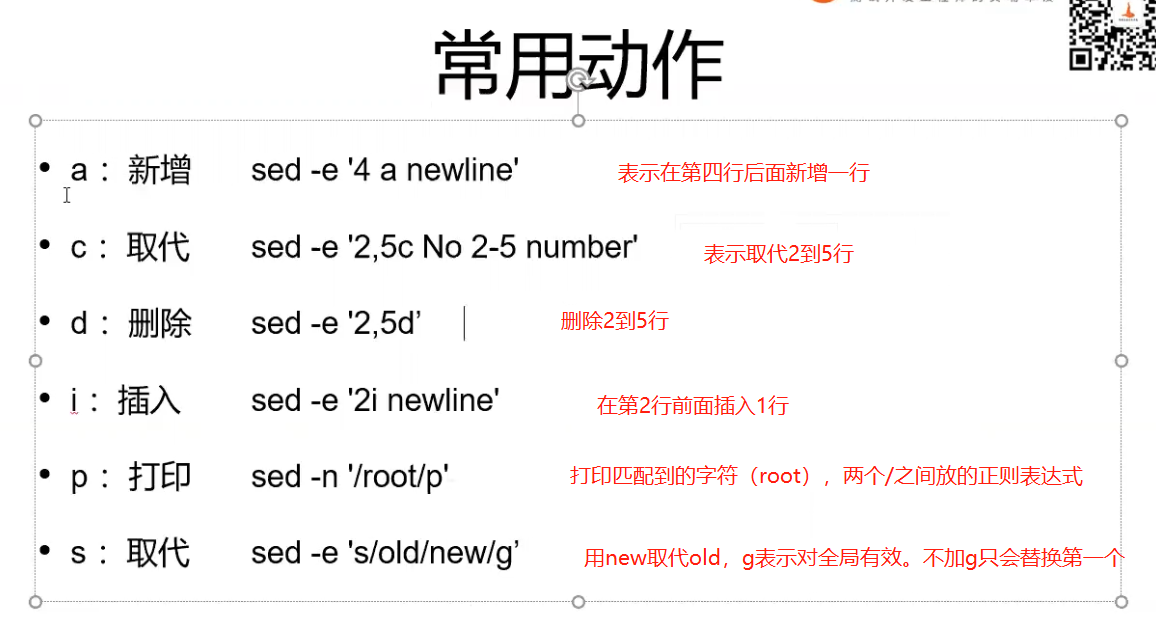 常用动作
• a： 新增 sed -e '4 a newline' 表示在第四行后面新增一行
• c： 取代 sed -e '2,5c No 2-5 number' 表示取代2到5行
• d： 删除 sed -e '2,5d’ 删除2到5行
• i： 插入 sed -e '2i newline' 在第2行前面插入1行
• p： 打印 sed -n '/root/p' 打印匹配到的字符（root），两个/之间放的正则表达式
• s： 取代 sed -e 's/old/new/g’ 用new取代old，g表示对全局有效。不加g只会替换第一个